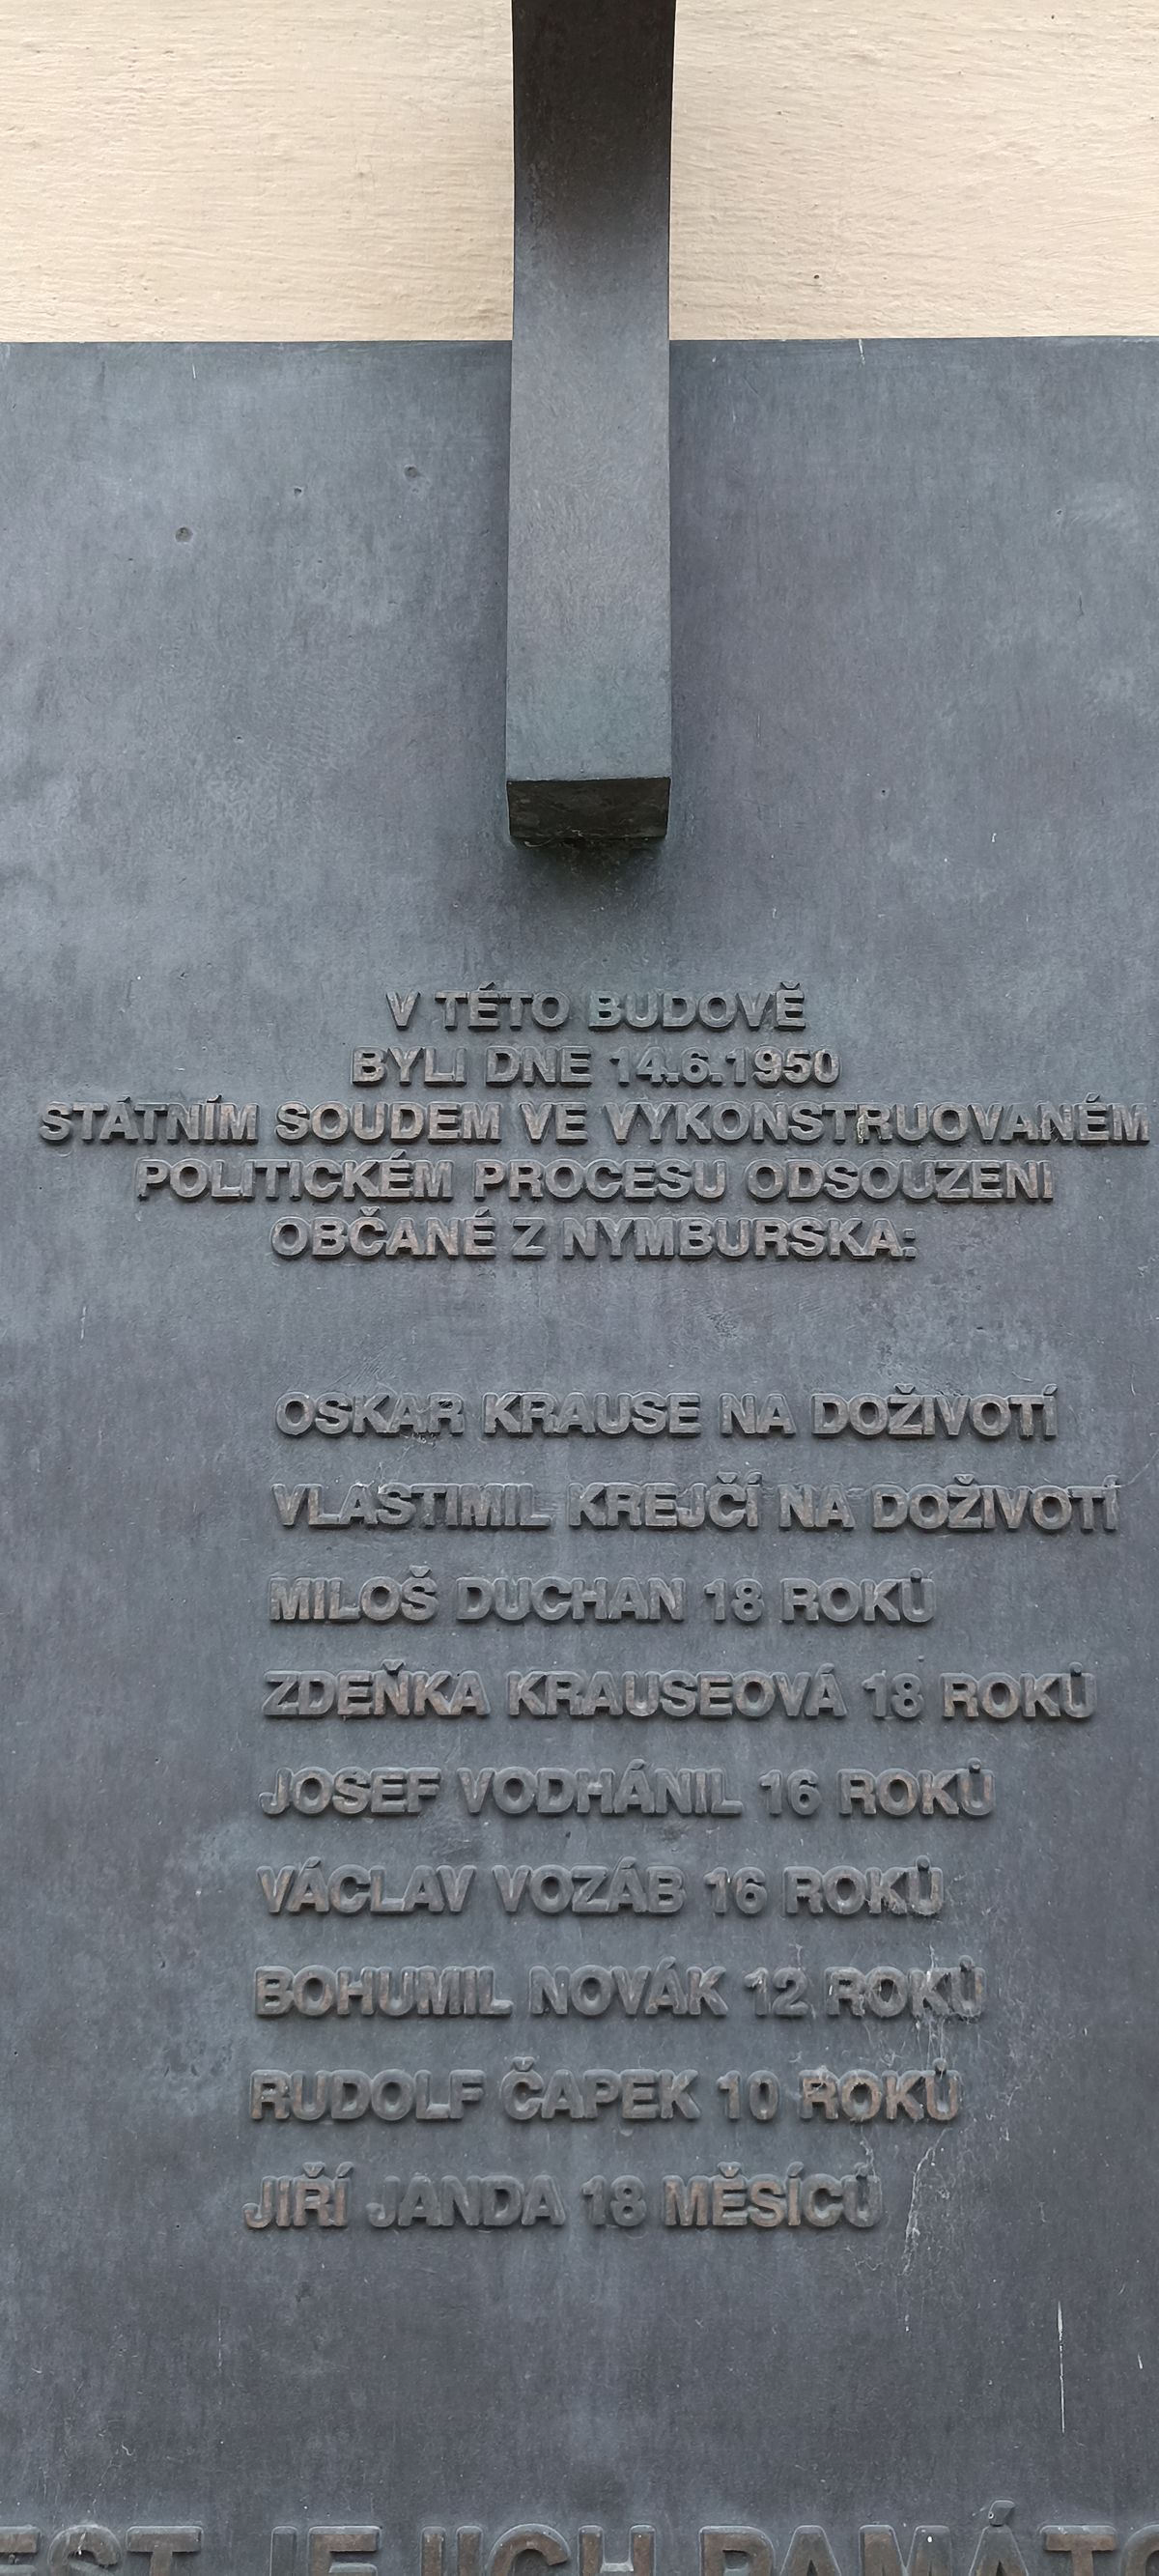 V TÉTO BUDOVĚ
BYLI DNE 14.6.1950
STÁTNÍM SOUDEM VE VYKONSTRUOVANÉM
POLITICKÉM PROCESU ODSOUZENI
OBČANÉ Z NYMBURSKA:
OSKAR KRAUSE NA DOŽIVOTÍ
VLASTIMIL KREJČÍ NA DOŽIVOTÍ
MILOŠ DUCHAN 18 ROKŮ
ZDEŇKA KRAUSEOVÁ 18 ROKŮ
JOSEF VODHÁNIL 16 ROKŮ
VÁCLAV VOZÁB 16 ROKŮ
BOHUMIL NOVÁK 12 ROKŮ
RUDOLF ČAPEK 10 ROKŮ
JIŘÍ JANDA 18 MĚSÍCŮ
JEJICH